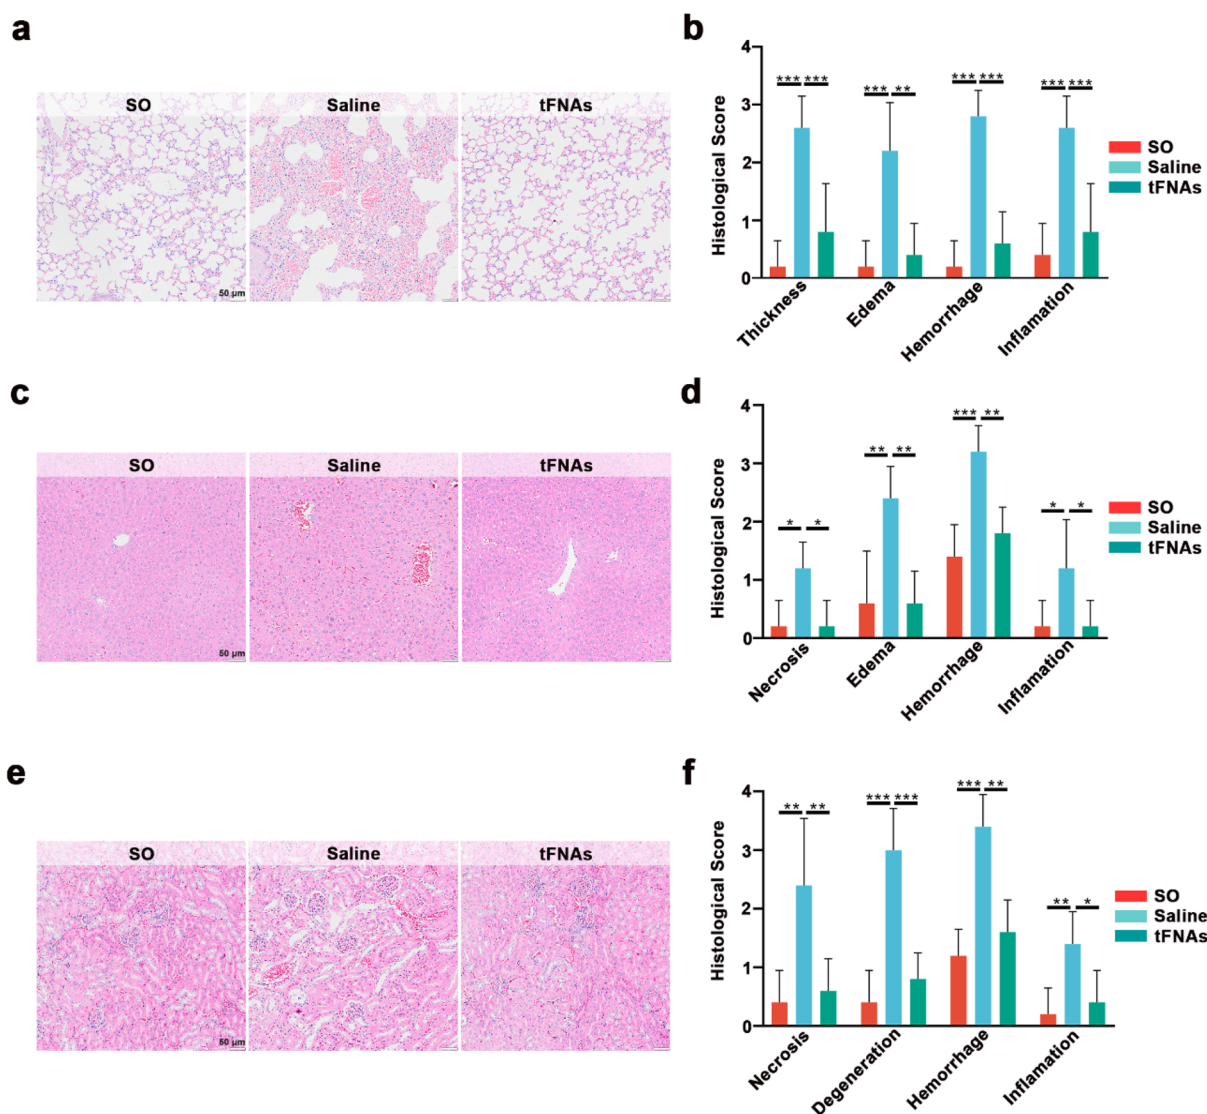 a
SO
Saline
tFNAs
50 μm
b
Histological Score
4
3
2
1
0
*** ***
*** **
*** ***
*** ***
Thickness
Edema
Hemorrhage
Inflamation
SO
Saline
tFNAs
c
SO
Saline
tFNAs
50 μm
d
Histological Score
4
3
2
1
0
* *
** **
*** **
* *
Necrosis
Edema
Hemorrhage
Inflamation
SO
Saline
tFNAs
e
SO
Saline
tFNAs
50 μm
f
Histological Score
4
3
2
1
0
** **
*** ***
*** **
** *
Necrosis
Degeneration
Hemorrhage
Inflamation
SO
Saline
tFNAs